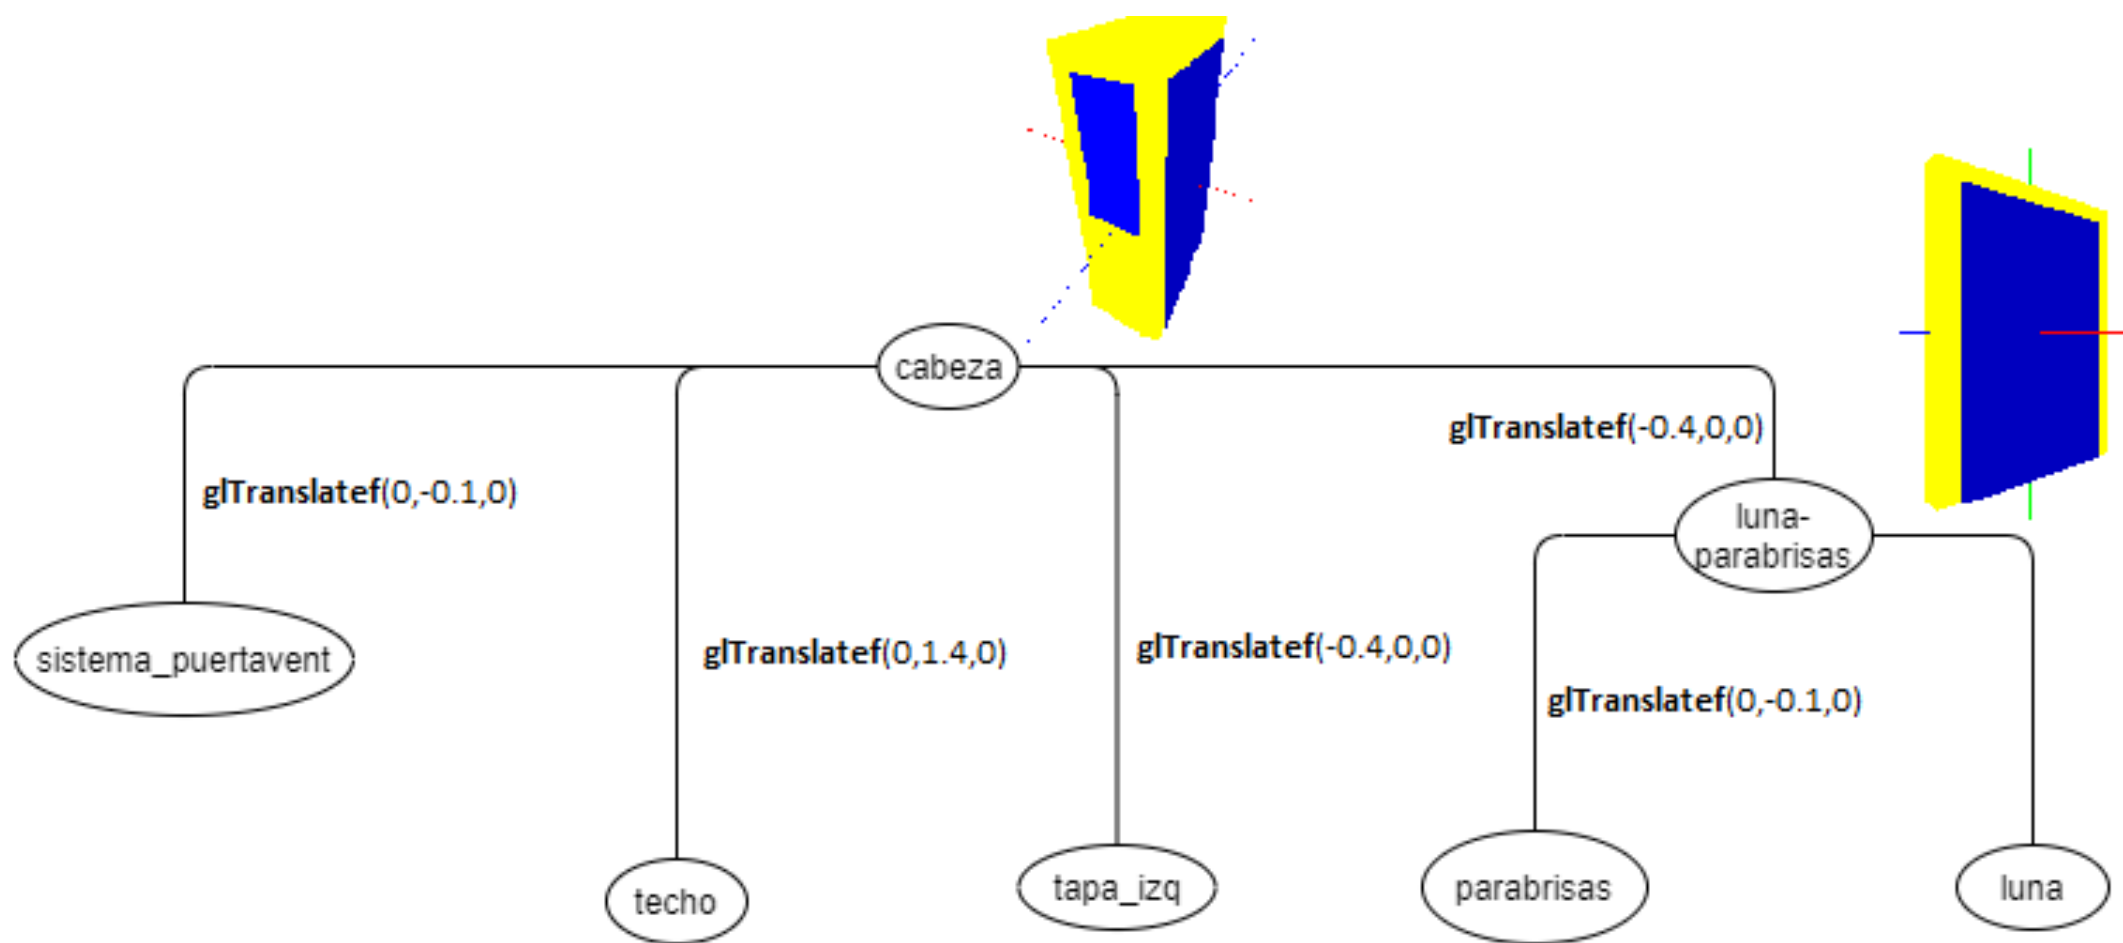 cabeza
glTranslatef(-0.4,0,0)
glTranslatef(0,-0.1,0)
luna-
parabrisas
sistema_puertavent
glTranslatef(0,1.4,0)
glTranslatef(-0.4,0,0)
glTranslatef(0,-0.1,0)
techo
tapa_izq
parabrisas
luna